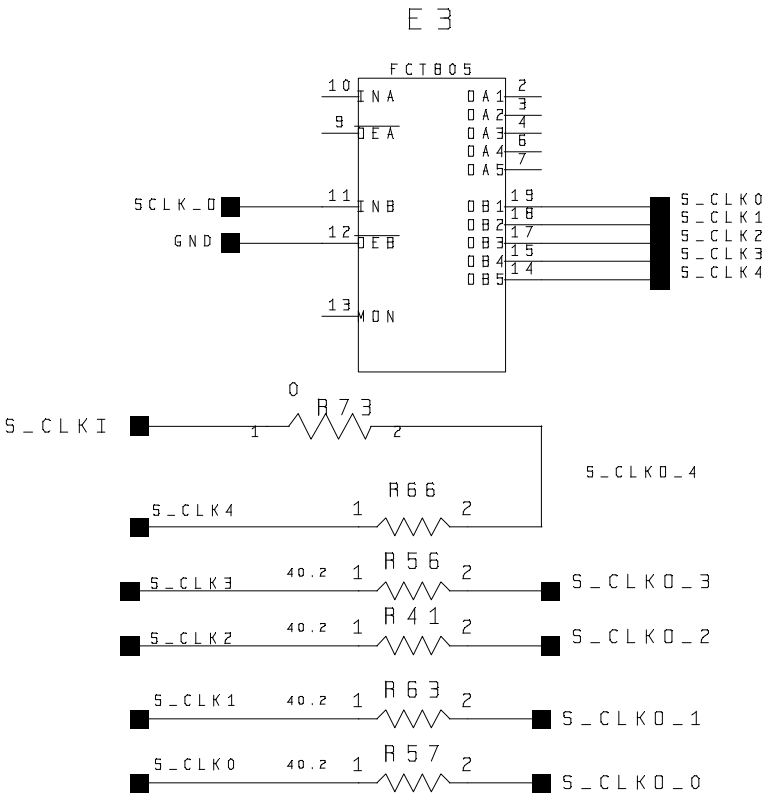 E3
FCT805
10 INA OA1 2
OA2 3
9 OEA OA3 4
OA4 6
OA5 7
SCLK_O 11 INB OB1 19 S_CLK0
OB2 18 S_CLK1
GND 12 OEB OB3 17 S_CLK2
OB4 15 S_CLK3
OB5 14 S_CLK4
13 MON
0
R73
S_CLKI 1 2
S_CLKO_4
R66
S_CLK4 1 2
R56
S_CLK3 40.2 1 2 S_CLKO_3
R41
S_CLK2 40.2 1 2 S_CLKO_2
R63
S_CLK1 40.2 1 2 S_CLKO_1
R57
S_CLK0 40.2 1 2 S_CLKO_0